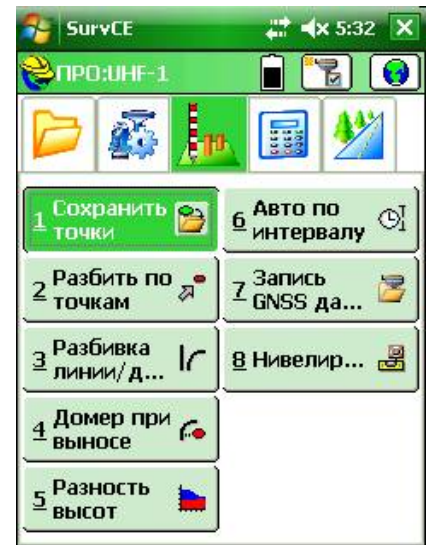 SurvCE 5:32
ПРО:UHF-1
1 Сохранить
точки
2 Разбить по
точкам
3 Разбивка
линии/д...
4 Домер при
выносе
5 Разность
высот
6 Авто по
интервалу
7 Запись
GNSS да...
8 Нивелир...